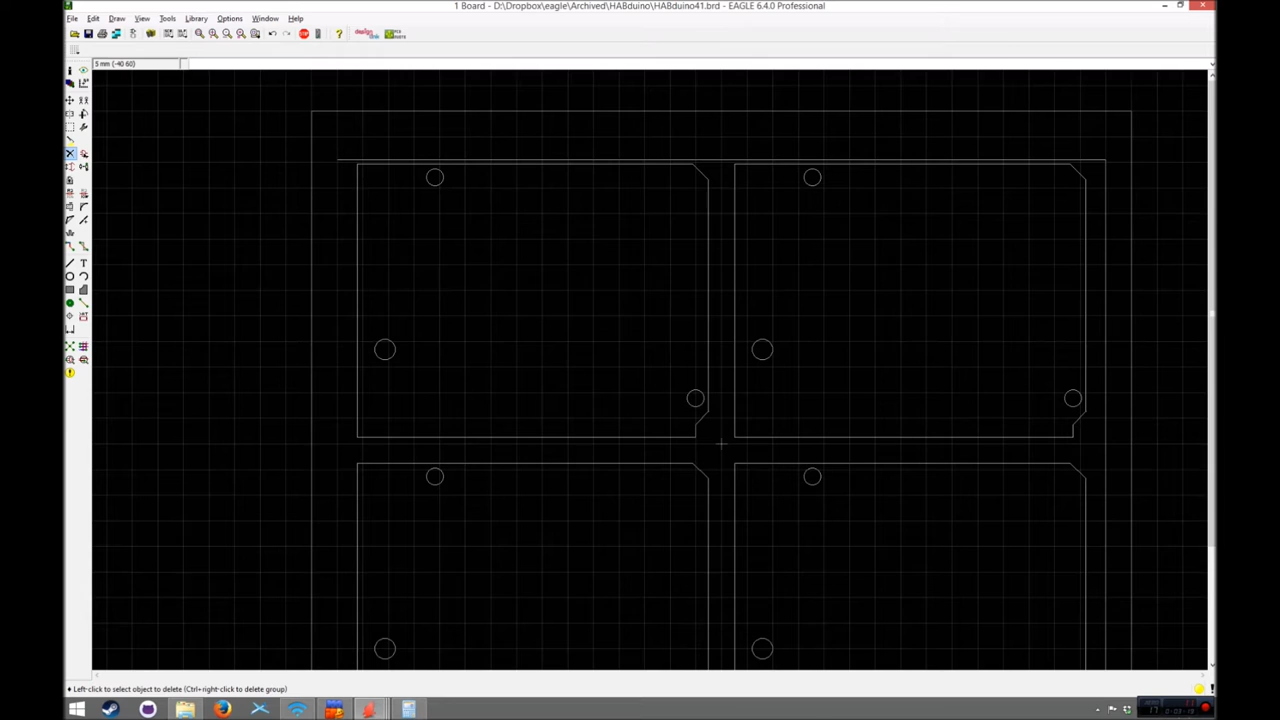 1 Board - D:\Dropbox\eagle\Archived\HABduino\HABduino41.brd - EAGLE 6.4.0 Professional
File Edit Draw View Tools Library Options Window Help
5 mm (-40 60)
Left-click to select object to delete (Ctrl+right-click to delete group)